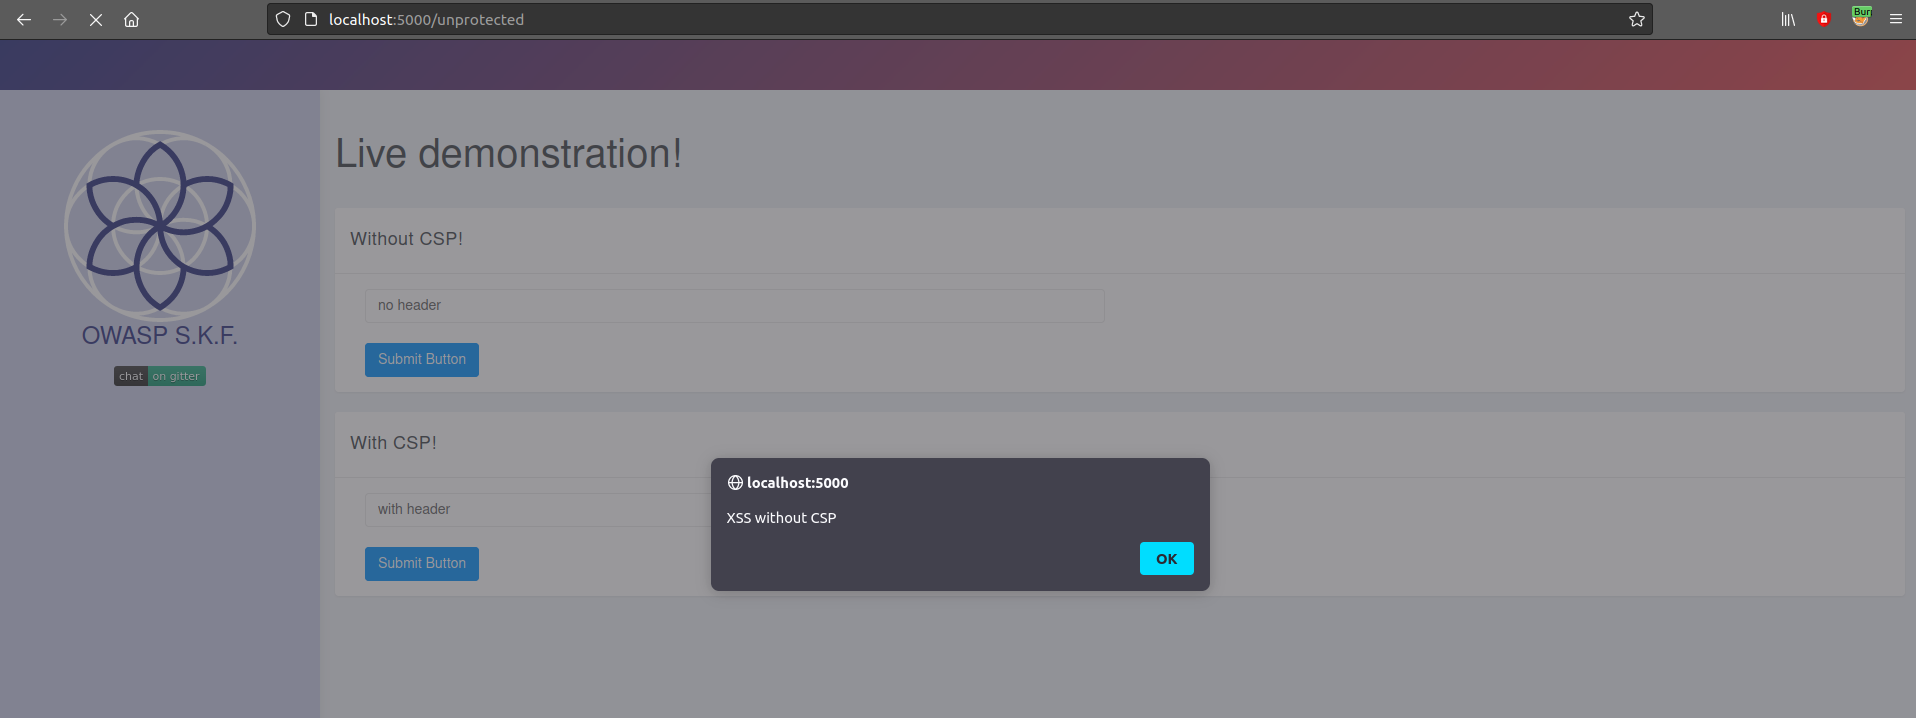 localhost:5000/unprotected
Live demonstration!
OWASP S.K.F.
chat on gitter
Without CSP!
no header
Submit Button
With CSP!
with header
Submit Button
localhost:5000
XSS without CSP
OK